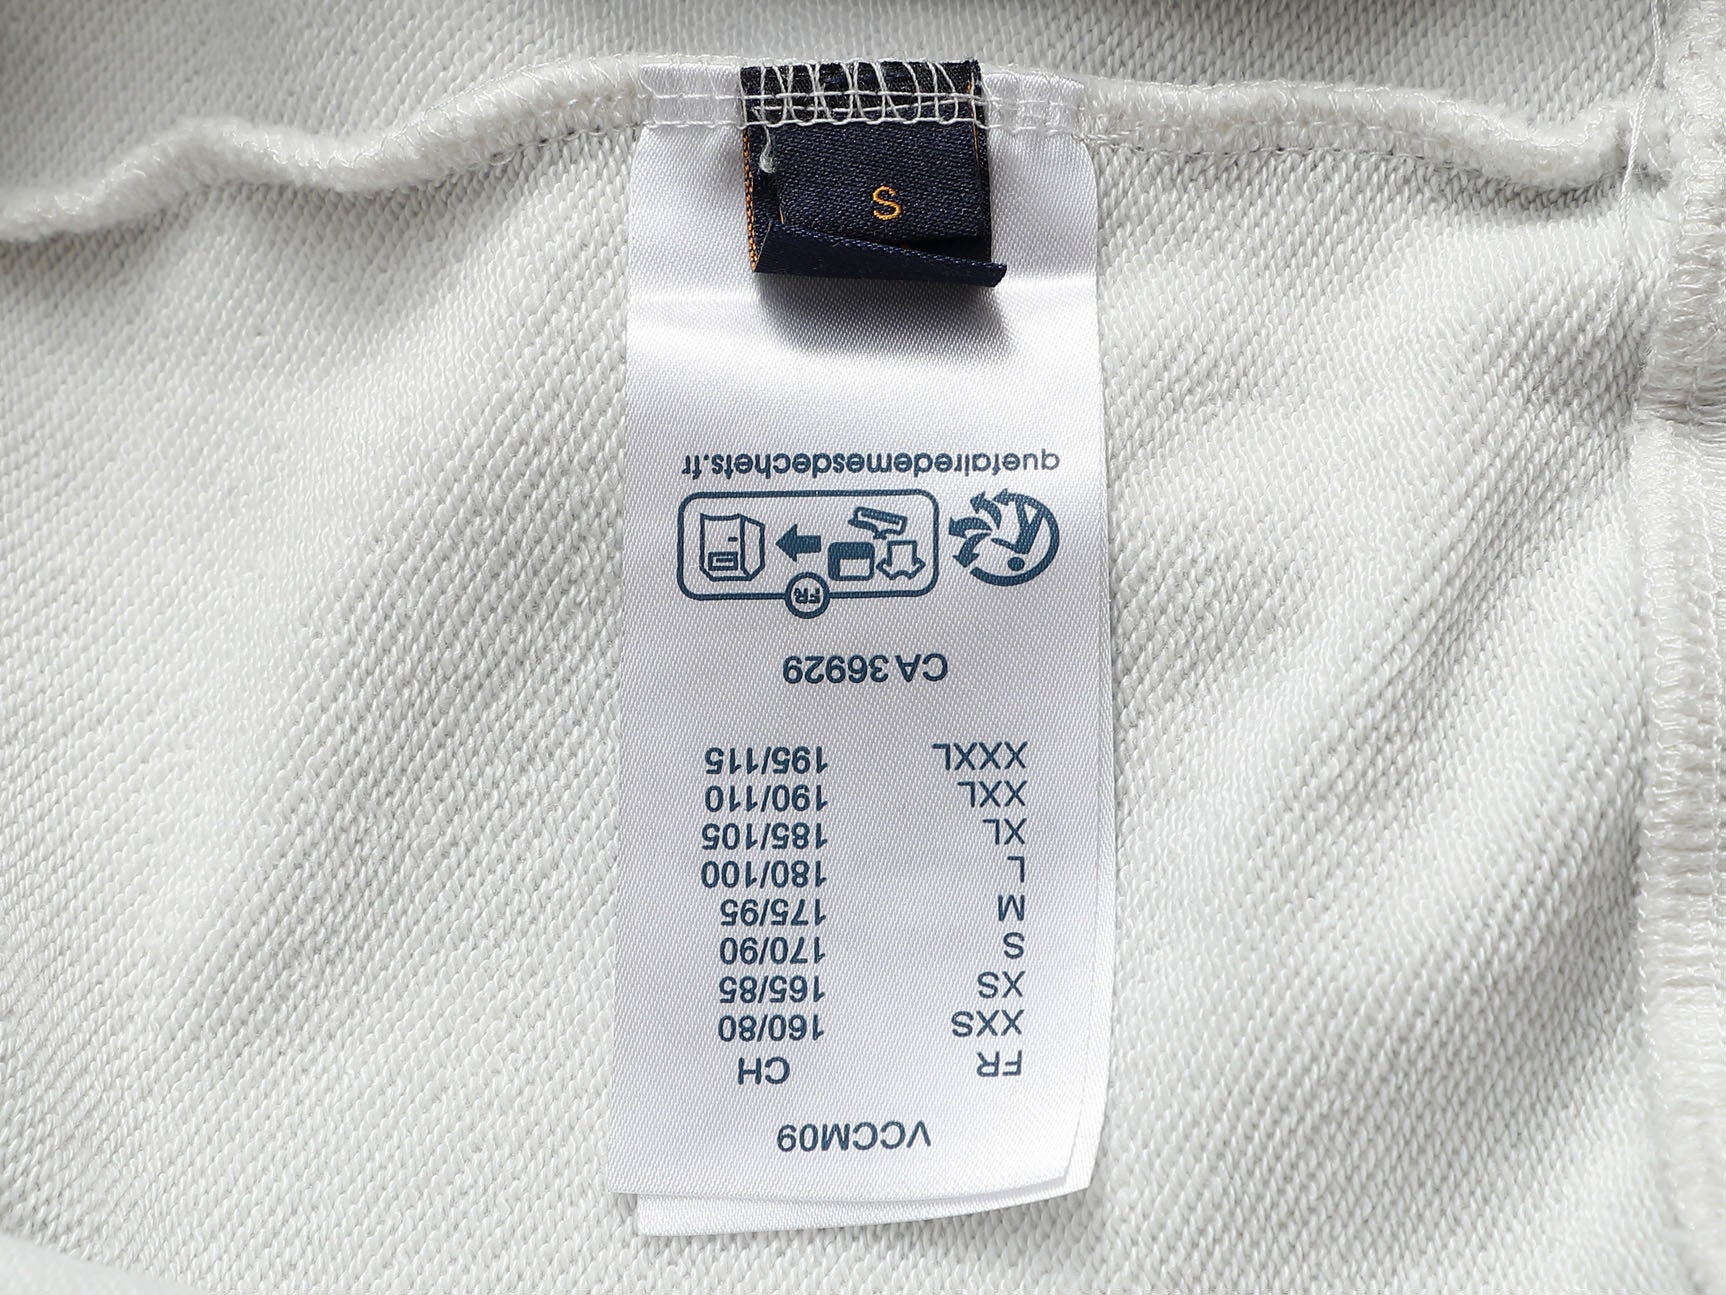 S
VCCM09
FR CH
XXS 160/80
XS 165/85
S 170/90
M 175/95
L 180/100
XL 185/105
XXL 190/110
XXXL 195/115
CA 36929
FR
quefairedemesdechets.fr